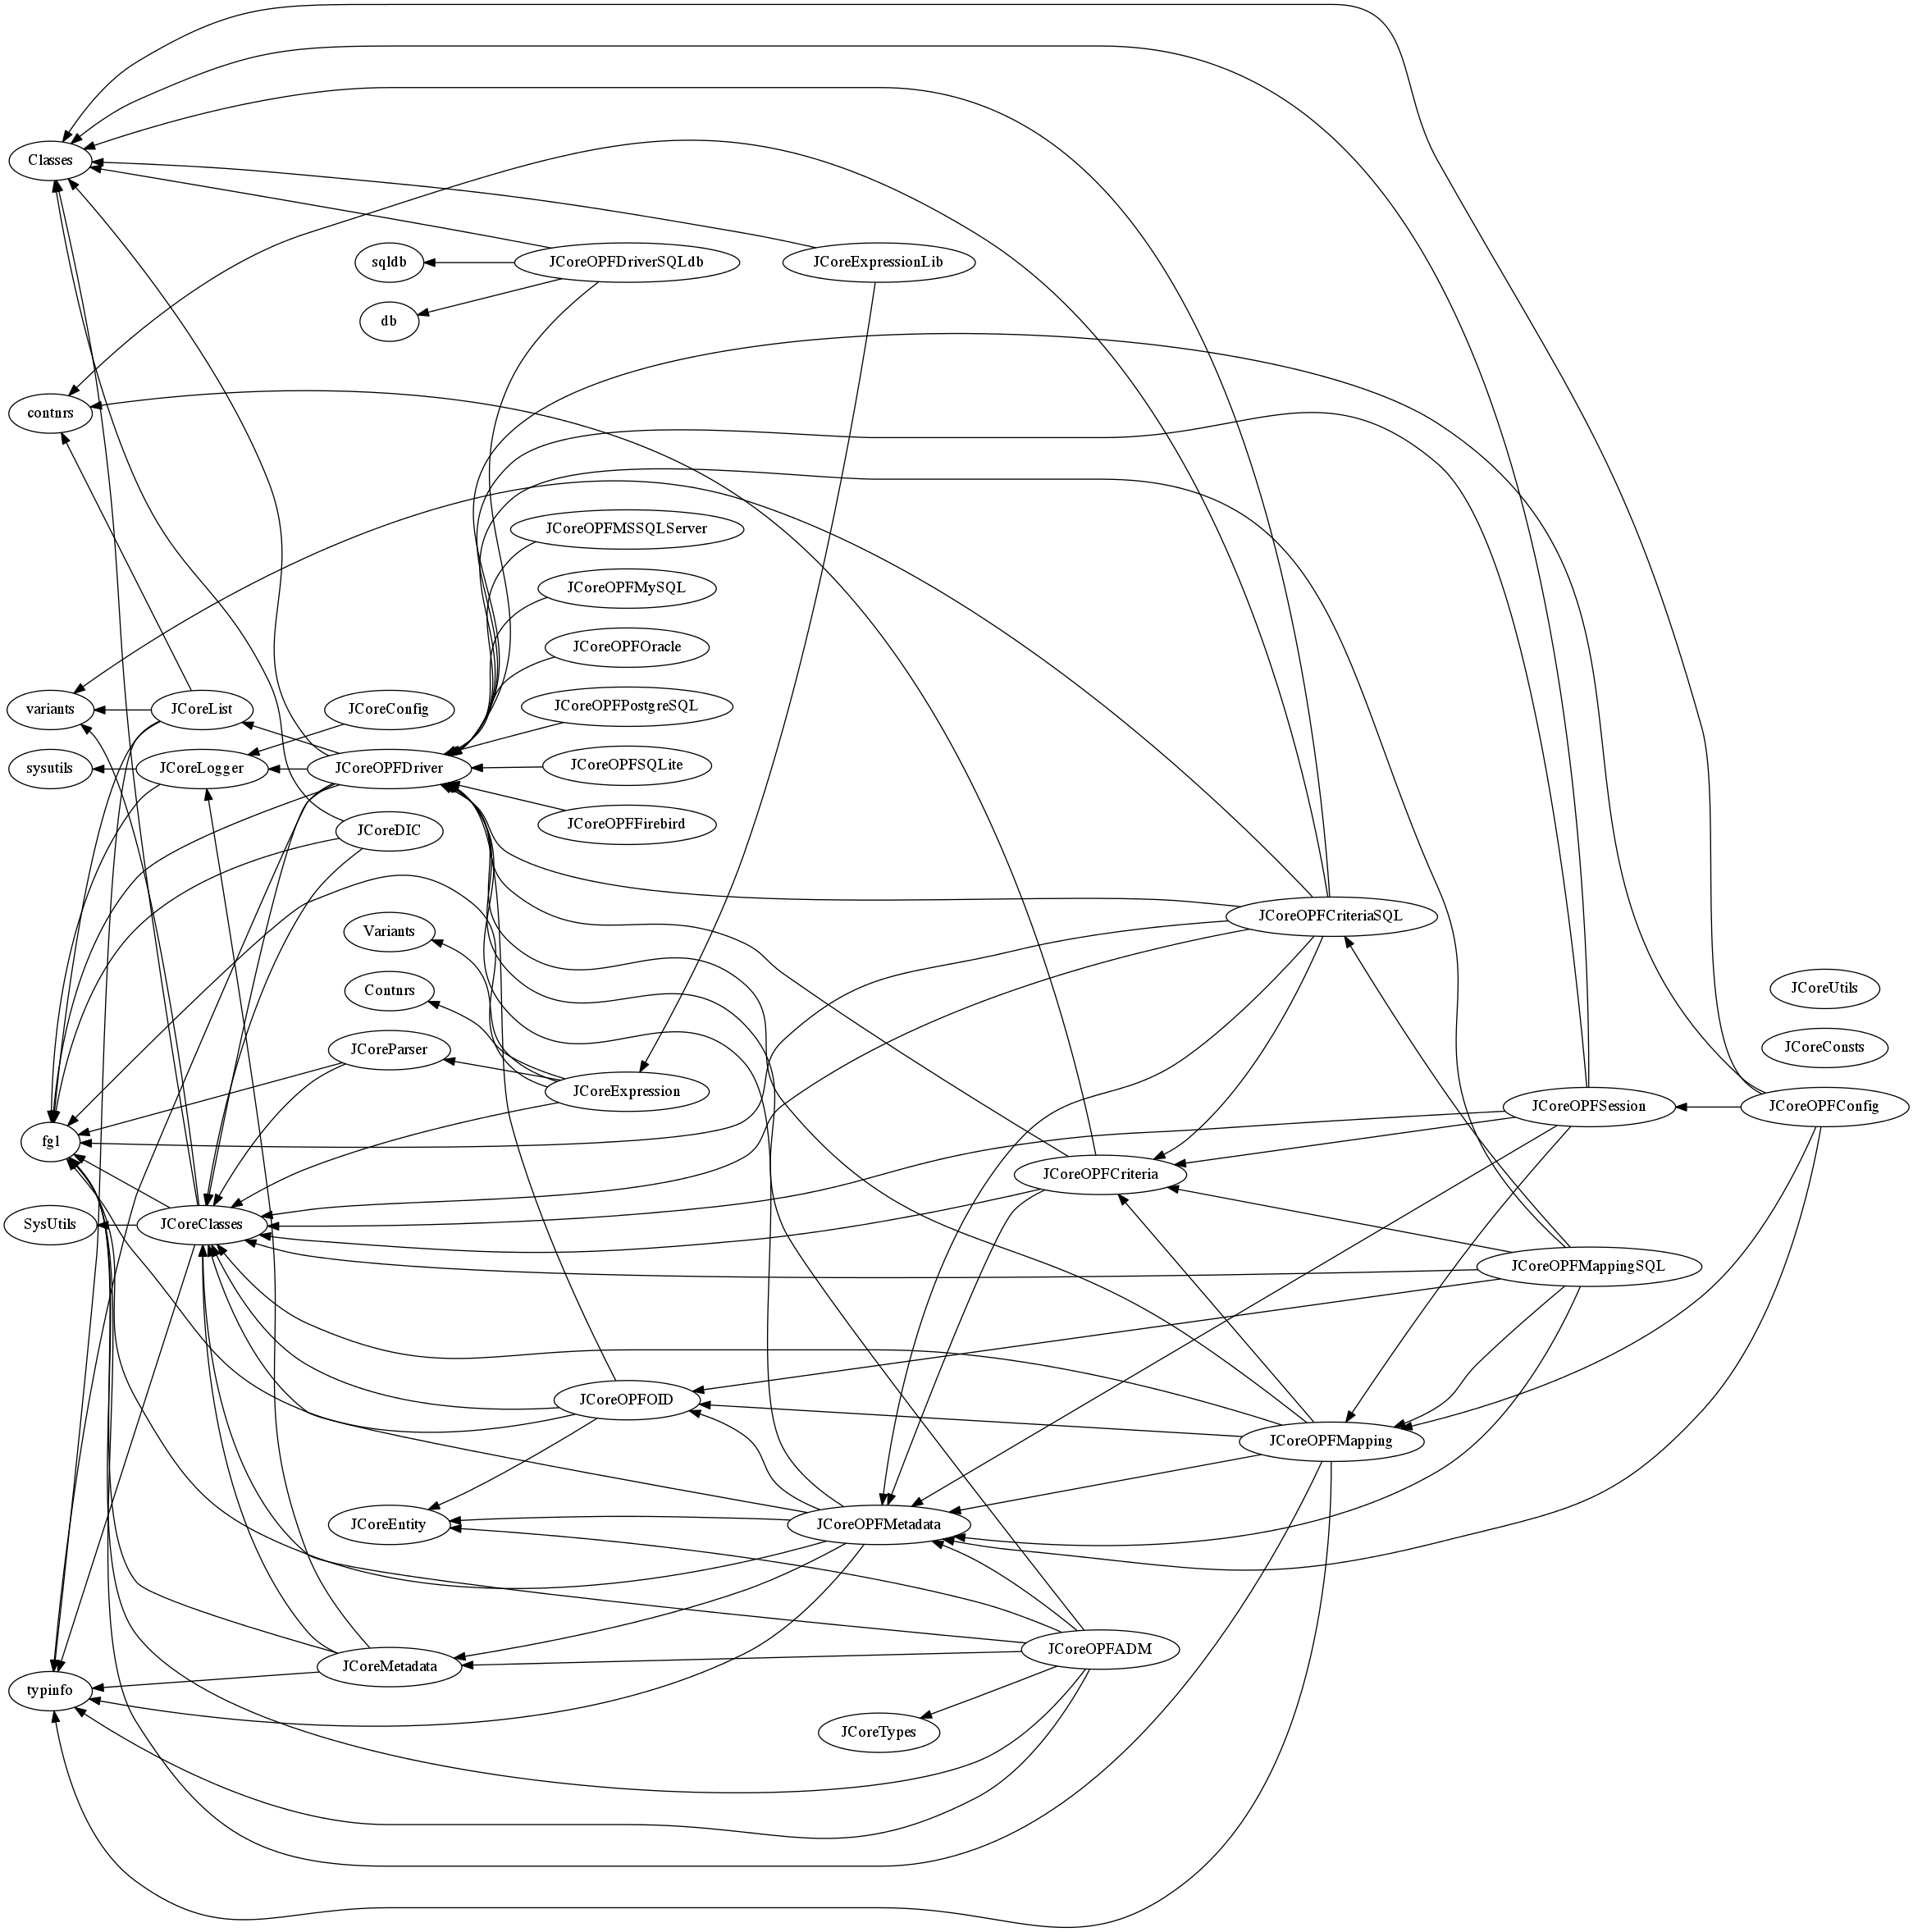 Classes
sqldb
JCoreOPFDriverSQLdb
JCoreExpressionLib
db
contnrs
JCoreOPFMSSQLServer
JCoreOPFMySQL
JCoreOPFOracle
variants
JCoreList
JCoreConfig
JCoreOPFPostgreSQL
sysutils
JCoreLogger
JCoreOPFDriver
JCoreOPFSQLite
JCoreOPFFirebird
JCoreDIC
JCoreOPFCriteriaSQL
Variants
Contnrs
JCoreUtils
JCoreParser
JCoreConsts
JCoreExpression
JCoreOPFSession
JCoreOPFConfig
fgl
JCoreOPFCriteria
SysUtils
JCoreClasses
JCoreOPFMappingSQL
JCoreOPFOID
JCoreOPFMapping
JCoreEntity
JCoreOPFMetadata
JCoreOPFADM
JCoreMetadata
typinfo
JCoreTypes